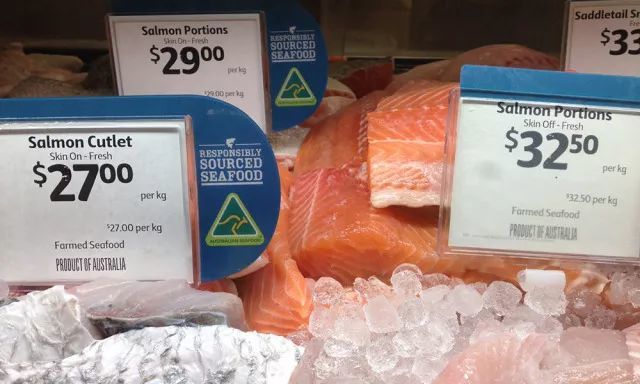 Salmon Portions
Skin On - Fresh
$29.00
per kg
$29.00 per kg
RESPONSIBLY
SOURCED
SEAFOOD
Salmon Cutlet
Skin On - Fresh
$27.00
per kg
$27.00 per kg
Farmed Seafood
PRODUCT OF AUSTRALIA
RESPONSIBLY
SOURCED
SEAFOOD
AUSTRALIAN SEAFOOD
Salmon Portions
Skin Off - Fresh
$32.50
per kg
$32.50 per kg
Farmed Seafood
PRODUCT OF AUSTRALIA
Saddletail
$33